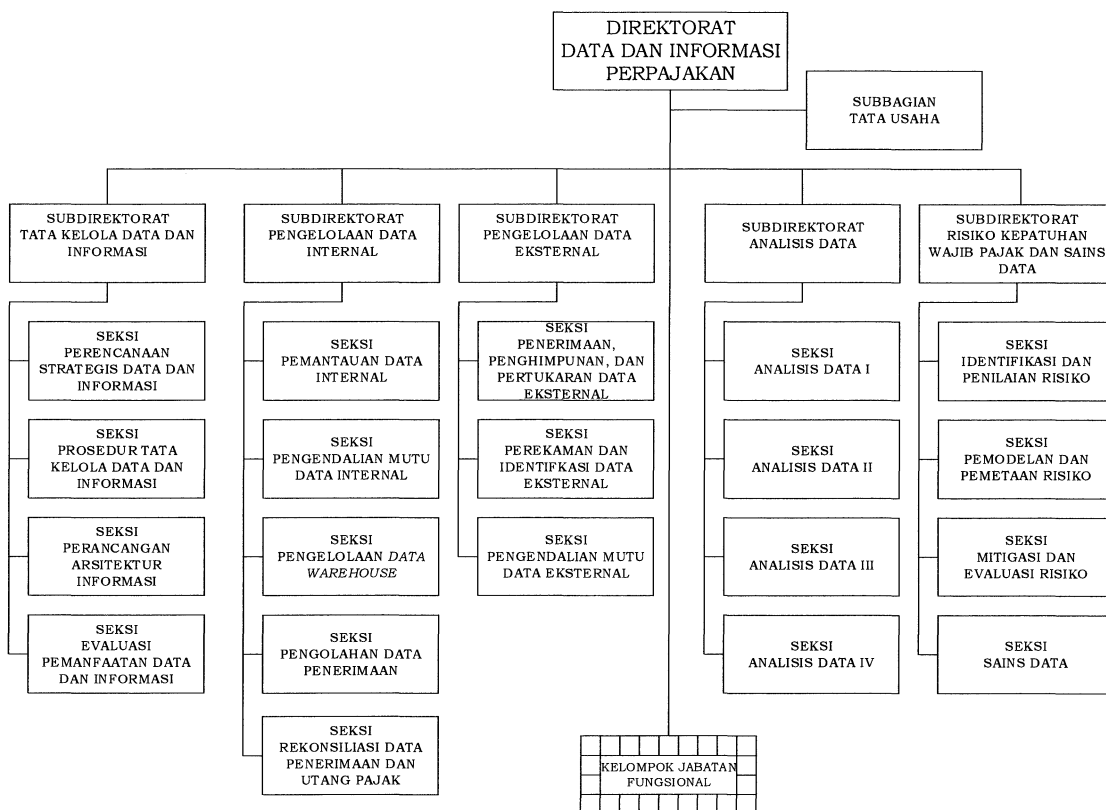 DIREKTORAT
DATA DAN INFORMASI
PERPAJAKAN
SUBBAGIAN
TATA USAHA
SUBDIREKTORAT
TATA KELOLA DATA DAN
INFORMASI
SEKSI
PERENCANAAN
STRATEGIS DATA DAN
INFORMASI
SEKSI
PROSEDUR TATA
KELOLA DATA DAN
INFORMASI
SEKSI
PERANCANGAN
ARSITEKTUR
INFORMASI
SEKSI
EVALUASI
PEMANFAATAN DATA
DAN INFORMASI
SUBDIREKTORAT
PENGELOLAAN DATA
INTERNAL
SEKSI
PEMANTAUAN DATA
INTERNAL
SEKSI
PENGENDALIAN MUTU
DATA INTERNAL
SEKSI
PENGELOLAAN DATA
WAREHOUSE
SEKSI
PENGOLAHAN DATA
PENERIMAAN
SEKSI
REKONSILIASI DATA
PENERIMAAN DAN
UTANG PAJAK
SUBDIREKTORAT
PENGELOLAAN DATA
EKSTERNAL
SEKSI
PENERIMAAN,
PENGHIMPUNAN, DAN
PERTUKARAN DATA
EKSTERNAL
SEKSI
PEREKAMAN DAN
IDENTIFKASI DATA
EKSTERNAL
SEKSI
PENGENDALIAN MUTU
DATA EKSTERNAL
SUBDIREKTORAT
ANALISIS DATA
SEKSI
ANALISIS DATA I
SEKSI
ANALISIS DATA II
SEKSI
ANALISIS DATA III
SEKSI
ANALISIS DATA IV
SUBDIREKTORAT
RISIKO KEPATUHAN
WAJIB PAJAK DAN SAINS
DATA
SEKSI
IDENTIFIKASI DAN
PENILAIAN RISIKO
SEKSI
PEMODELAN DAN
PEMETAAN RISIKO
SEKSI
MITIGASI DAN
EVALUASI RISIKO
SEKSI
SAINS DATA
KELOMPOK JABATAN
FUNGSIONAL